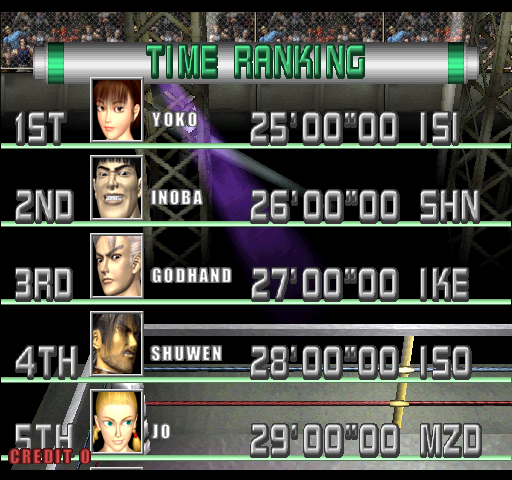 TIME RANKING
1ST YOKO 25'00"00 ISI
2ND INOBA 26'00"00 SHN
3RD GODHAND 27'00"00 IKE
4TH SHUWEN 28'00"00 ISO
5TH JO 29'00"00 MZD
CREDIT 0